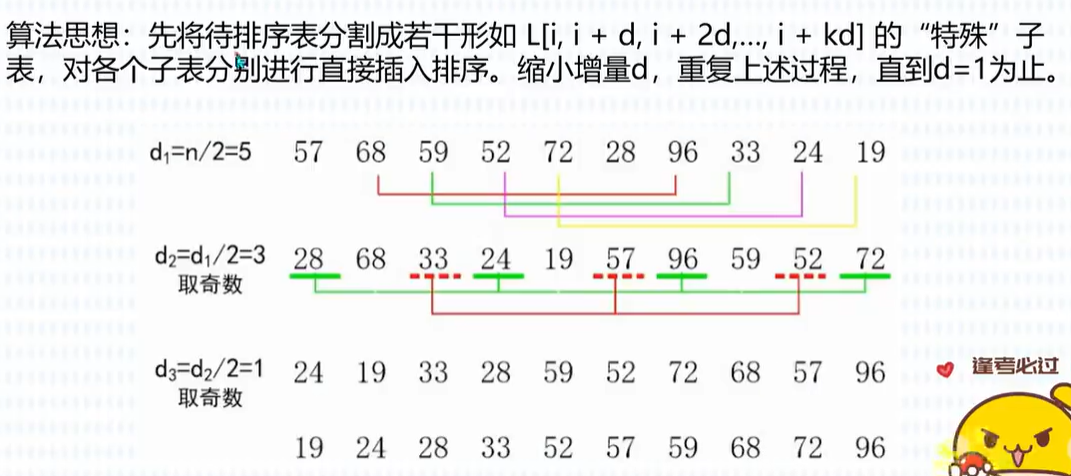 算法思想：先将待排序表分割成若干形如 L[i, i + d, i + 2d,..., i + kd] 的“特殊”子
表，对各个子表分别进行直接插入排序。缩小增量d，重复上述过程，直到d=1为止。
d₁=n/2=5 57 68 59 52 72 28 96 33 24 19
d₂=d₁/2=3 28 68 33 24 19 57 96 59 52 72
取奇数
d₃=d₂/2=1 24 19 33 28 59 52 72 68 57 96
取奇数
逢考必过
19 24 28 33 52 57 59 68 72 96